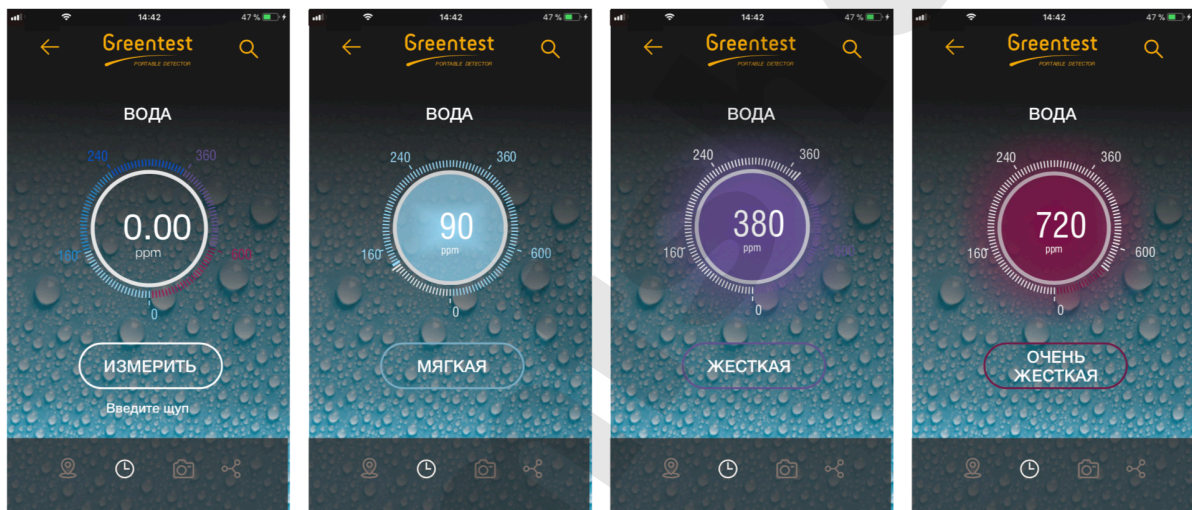 14:42
47 %
Greentest
PORTABLE DETECTOR
ВОДА
240
360
0.00
ppm
160
600
0
ИЗМЕРИТЬ
Введите щуп
14:42
47 %
Greentest
PORTABLE DETECTOR
ВОДА
240
360
90
ppm
160
600
0
МЯГКАЯ
14:42
47 %
Greentest
PORTABLE DETECTOR
ВОДА
240
360
380
ppm
160
600
0
ЖЕСТКАЯ
14:42
47 %
Greentest
PORTABLE DETECTOR
ВОДА
240
360
720
ppm
160
600
0
ОЧЕНЬ
ЖЕСТКАЯ